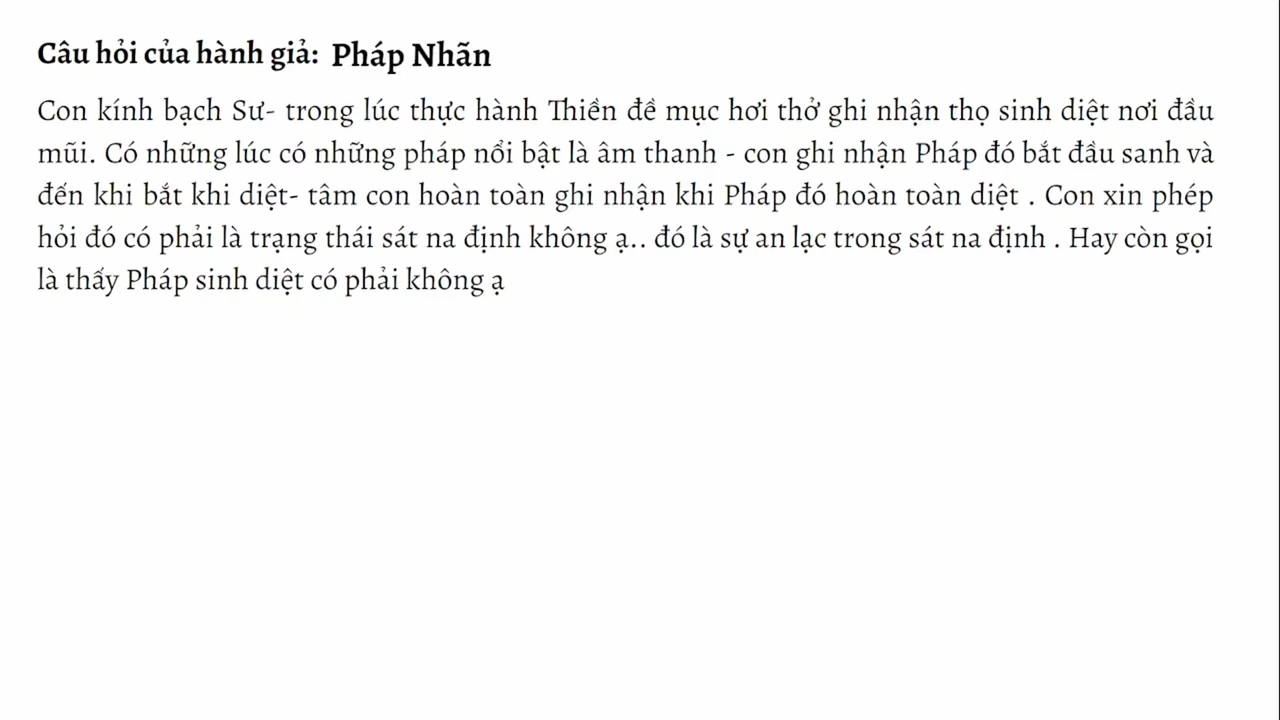 Câu hỏi của hành giả: Pháp Nhãn
Con kính bạch Sư- trong lúc thực hành Thiền đề mục hơi thở ghi nhận thọ sinh diệt nơi đầu
mũi. Có những lúc có những pháp nổi bật là âm thanh - con ghi nhận Pháp đó bắt đầu sanh và
đến khi bắt khi diệt- tâm con hoàn toàn ghi nhận khi Pháp đó hoàn toàn diệt . Con xin phép
hỏi đó có phải là trạng thái sát na định không ạ.. đó là sự an lạc trong sát na định . Hay còn gọi
là thấy Pháp sinh diệt có phải không ạ